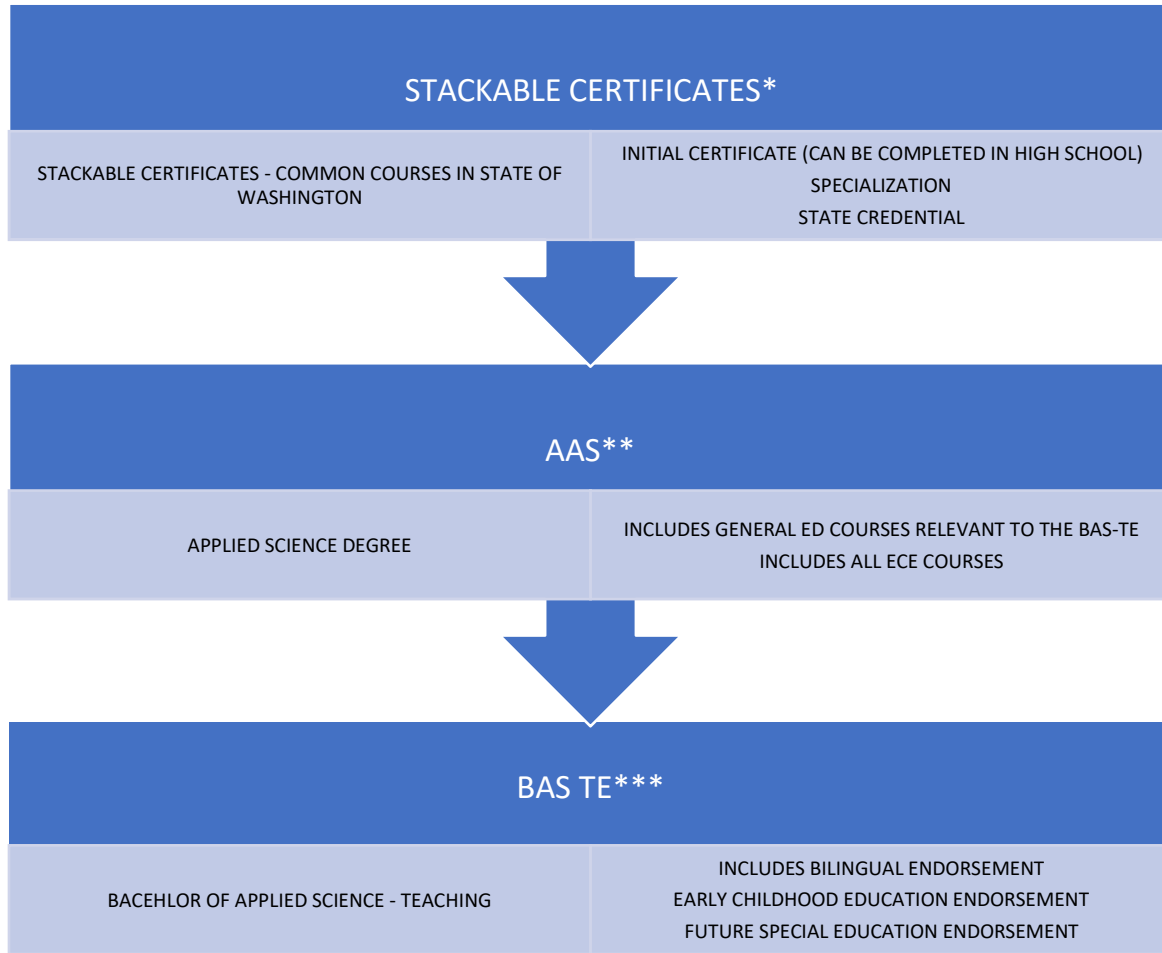 STACKABLE CERTIFICATES*
STACKABLE CERTIFICATES - COMMON COURSES IN STATE OF
WASHINGTON
INITIAL CERTIFICATE (CAN BE COMPLETED IN HIGH SCHOOL)
SPECIALIZATION
STATE CREDENTIAL
AAS**
APPLIED SCIENCE DEGREE
INCLUDES GENERAL ED COURSES RELEVANT TO THE BAS-TE
INCLUDES ALL ECE COURSES
BAS TE***
BACEHLOR OF APPLIED SCIENCE - TEACHING
INCLUDES BILINGUAL ENDORSEMENT
EARLY CHILDHOOD EDUCATION ENDORSEMENT
FUTURE SPECIAL EDUCATION ENDORSEMENT